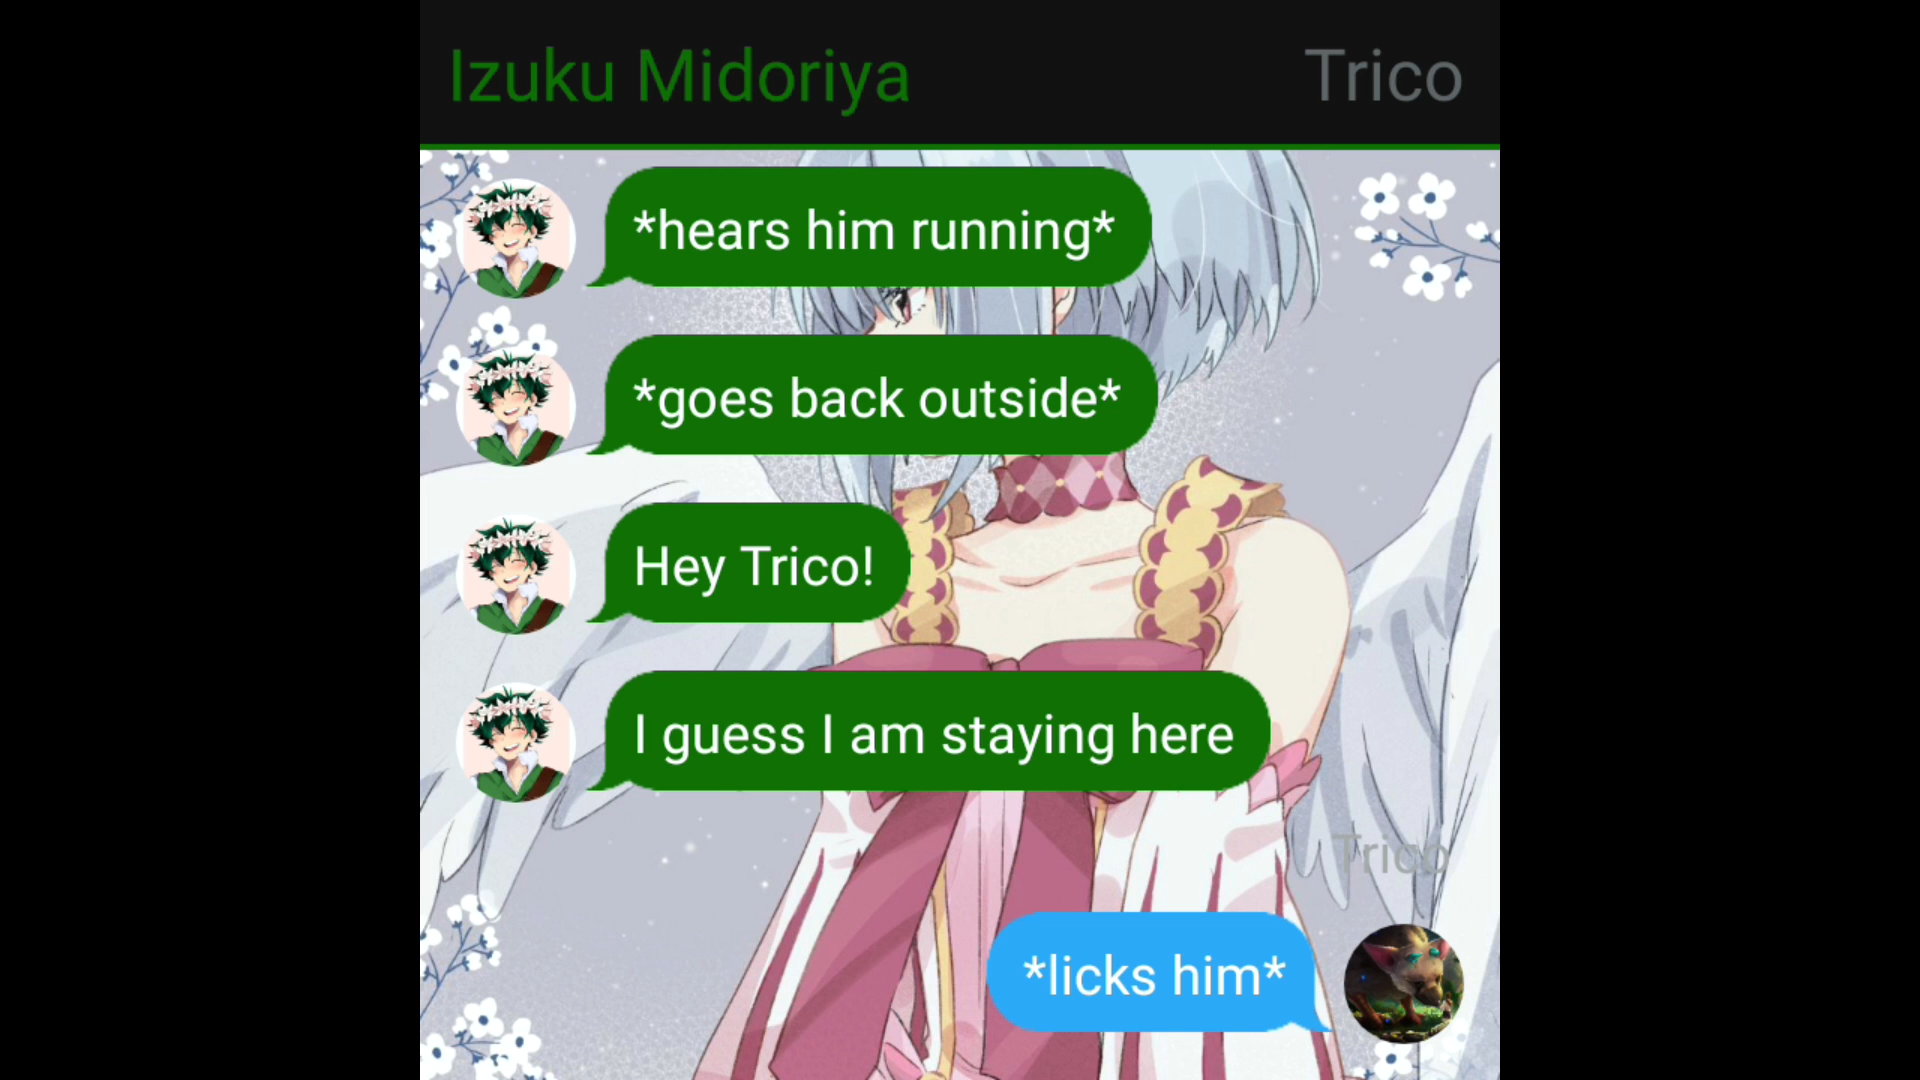 Izuku Midoriya
Trico
*hears him running*
*goes back outside*
Hey Trico!
I guess I am staying here
Trico
*licks him*